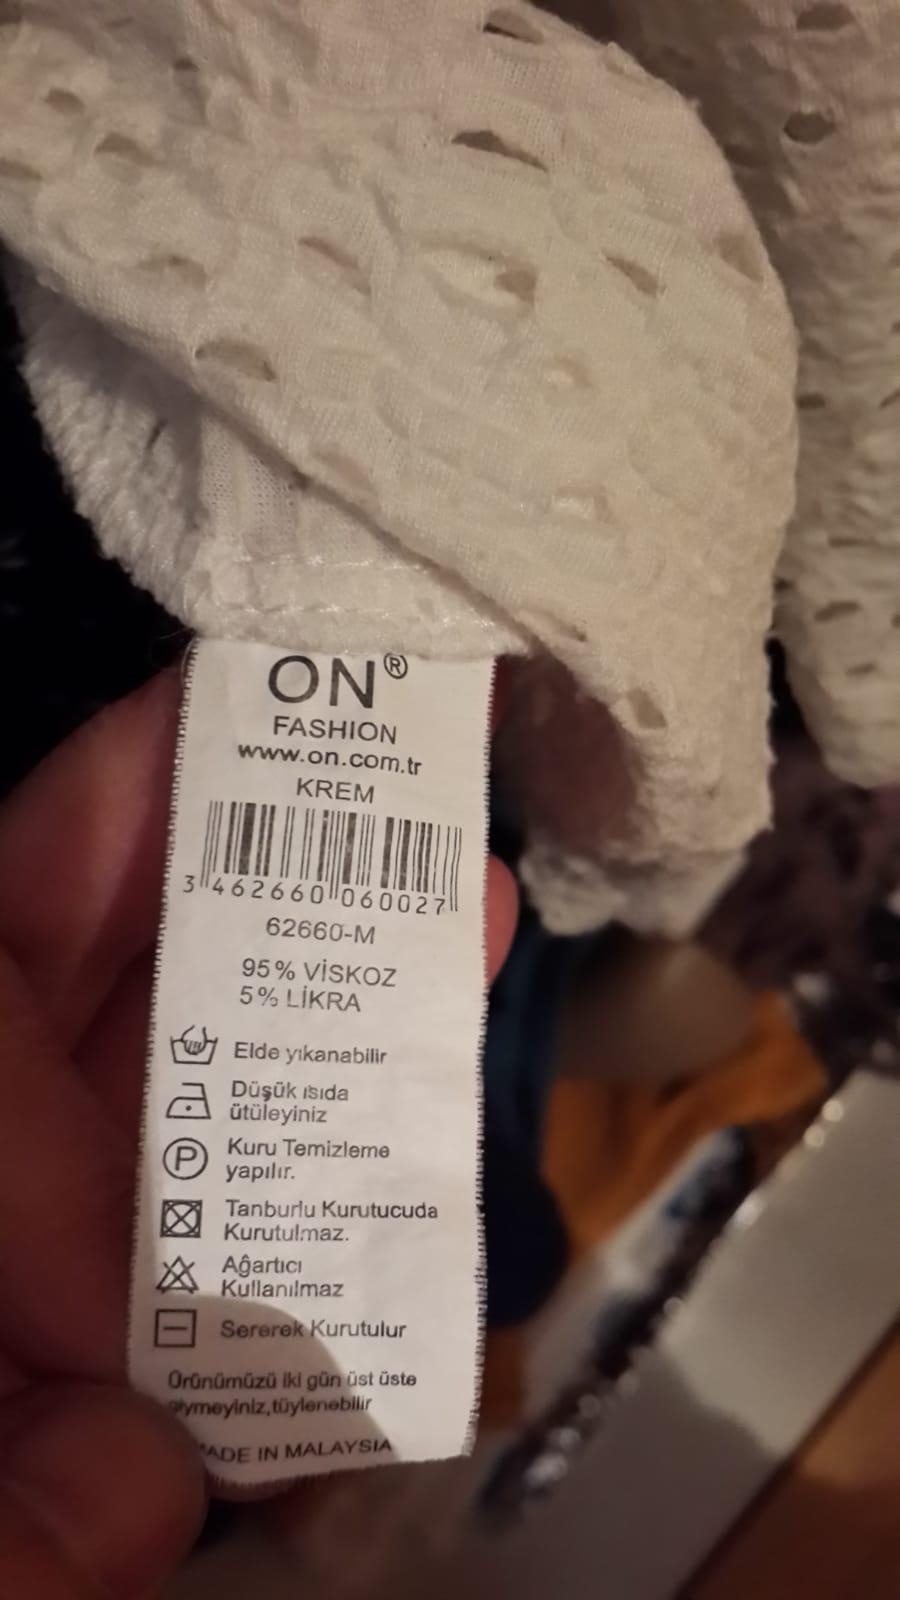 ON®
FASHION
www.on.com.tr
KREM
3 462660 060027
62660-M
95% VİSKOZ
5% LİKRA
Elde yıkanabilir
Düşük ısıda
ütüleyiniz
P
Kuru Temizleme
yapılır.
Tanburlu Kurutucuda
Kurutulmaz.
Ağartıcı
Kullanılmaz
Sererek Kurutulur
Ürünümüzü iki gün üst üste
giymeyiniz,tüylenebilir
MADE IN MALAYSIA